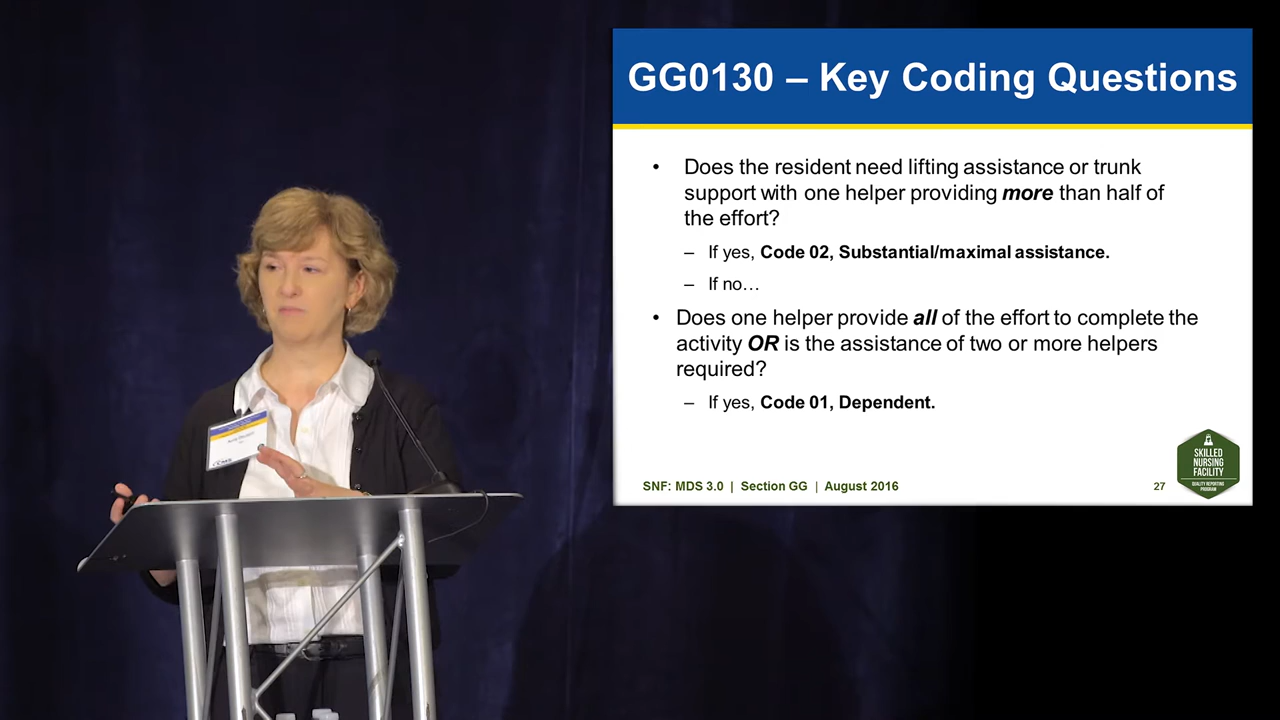 GG0130 – Key Coding Questions
• Does the resident need lifting assistance or trunk
support with one helper providing more than half of
the effort?
– If yes, Code 02, Substantial/maximal assistance.
– If no…
• Does one helper provide all of the effort to complete the
activity OR is the assistance of two or more helpers
required?
– If yes, Code 01, Dependent.
SNF: MDS 3.0 | Section GG | August 2016
27
SKILLED
NURSING
FACILITY
QUALITY REPORTING
PROGRAM